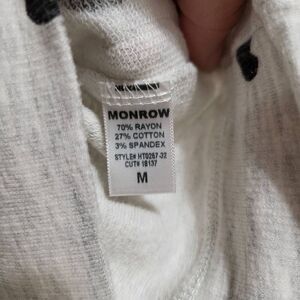 MONROW
70% RAYON
27% COTTON
3% SPANDEX
STYLE# HT0267-32
CUT# 18137
M